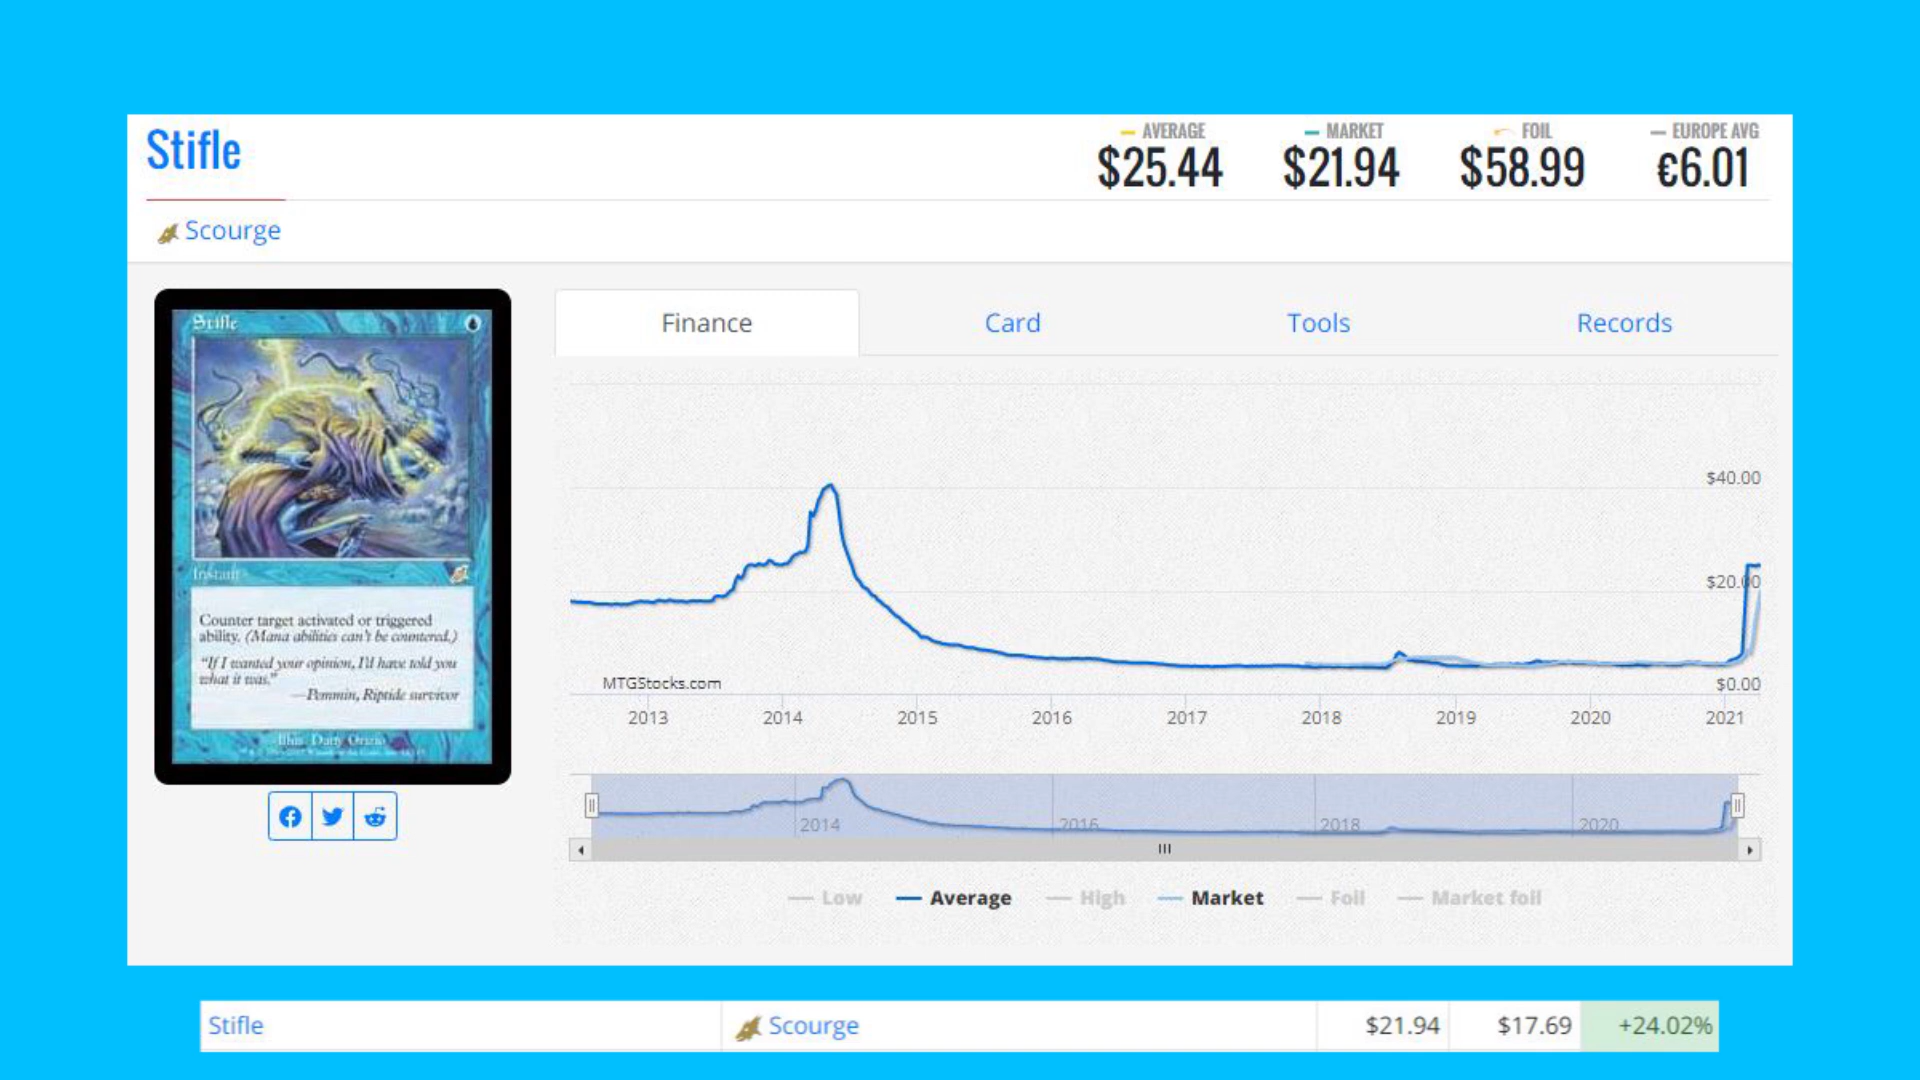 Stifle
AVERAGE
$25.44
MARKET
$21.94
FOIL
$58.99
EUROPE AVG
€6.01
Scourge
Stifle
Instant
Counter target activated or triggered
ability. (Mana abilities can't be countered.)
"If I wanted your opinion, I'd have told you
what it was."
—Pemmin, Riptide survivor
Illus. Dany Orizio
Finance
Card
Tools
Records
$40.00
$20.00
$0.00
MTGStocks.com
2013 2014 2015 2016 2017 2018 2019 2020 2021
2014 2016 2018 2020
Low Average High Market Foil Market foil
Stifle Scourge $21.94 $17.69 +24.02%